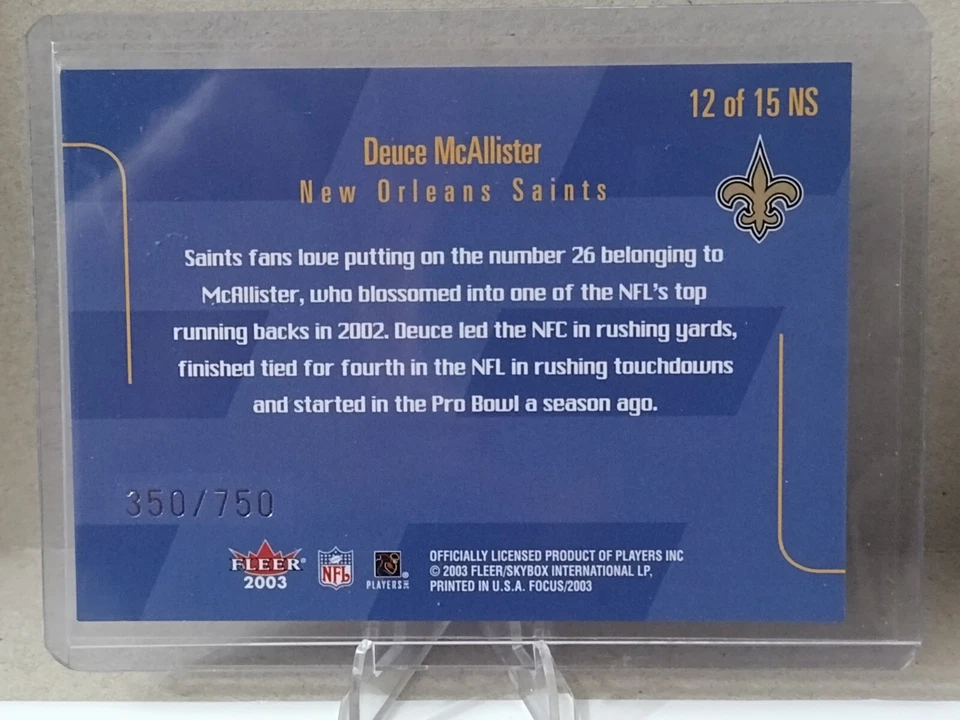 12 of 15 NS
Deuce McAllister
New Orleans Saints
Saints fans love putting on the number 26 belonging to
McAllister, who blossomed into one of the NFL's top
running backs in 2002. Deuce led the NFC in rushing yards,
finished tied for fourth in the NFL in rushing touchdowns
and started in the Pro Bowl a season ago.
350/750
FLEER®
2003
NFL
PLAYERS INC
OFFICIALLY LICENSED PRODUCT OF PLAYERS INC
© 2003 FLEER/SKYBOX INTERNATIONAL LP,
PRINTED IN U.S.A. FOCUS/2003